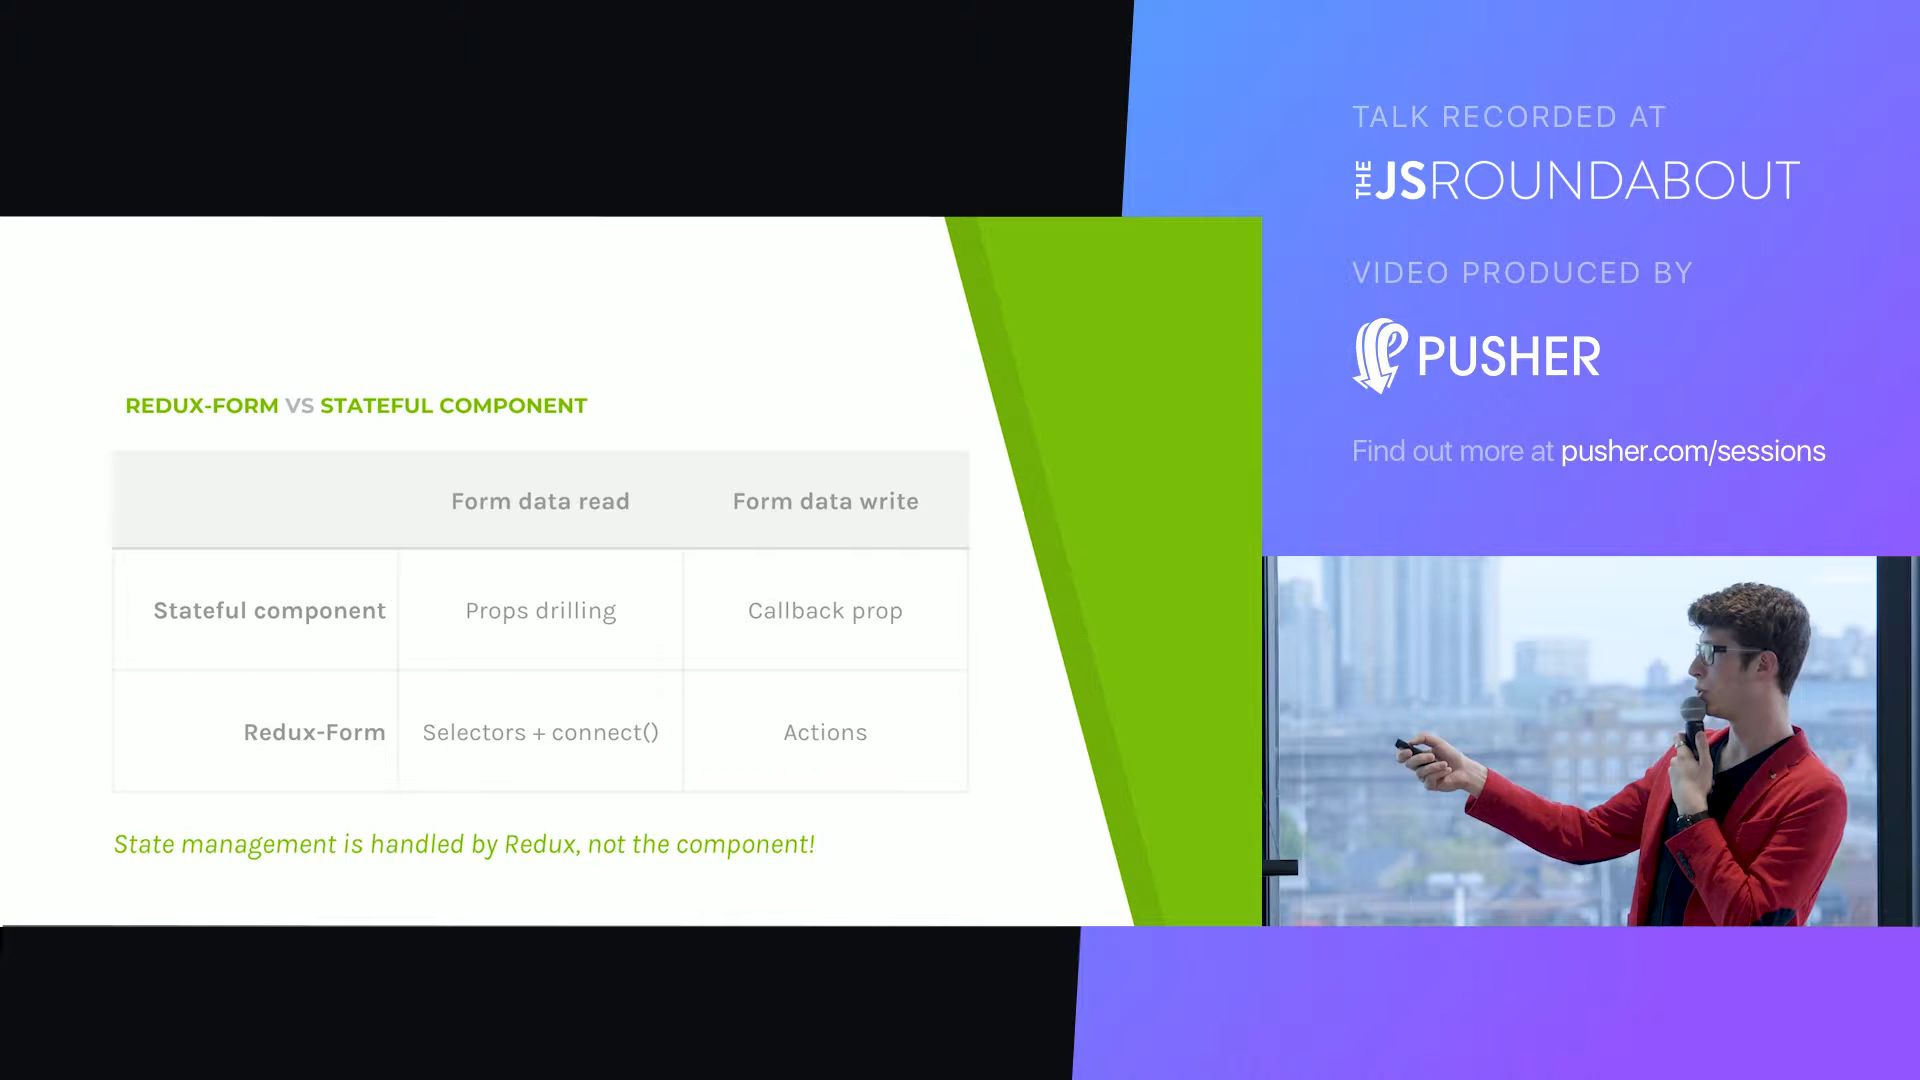 TALK RECORDED AT
THE JSROUNDABOUT
VIDEO PRODUCED BY
PUSHER
Find out more at pusher.com/sessions
REDUX-FORM VS STATEFUL COMPONENT
Form data read Form data write
Stateful component Props drilling Callback prop
Redux-Form Selectors + connect() Actions
State management is handled by Redux, not the component!